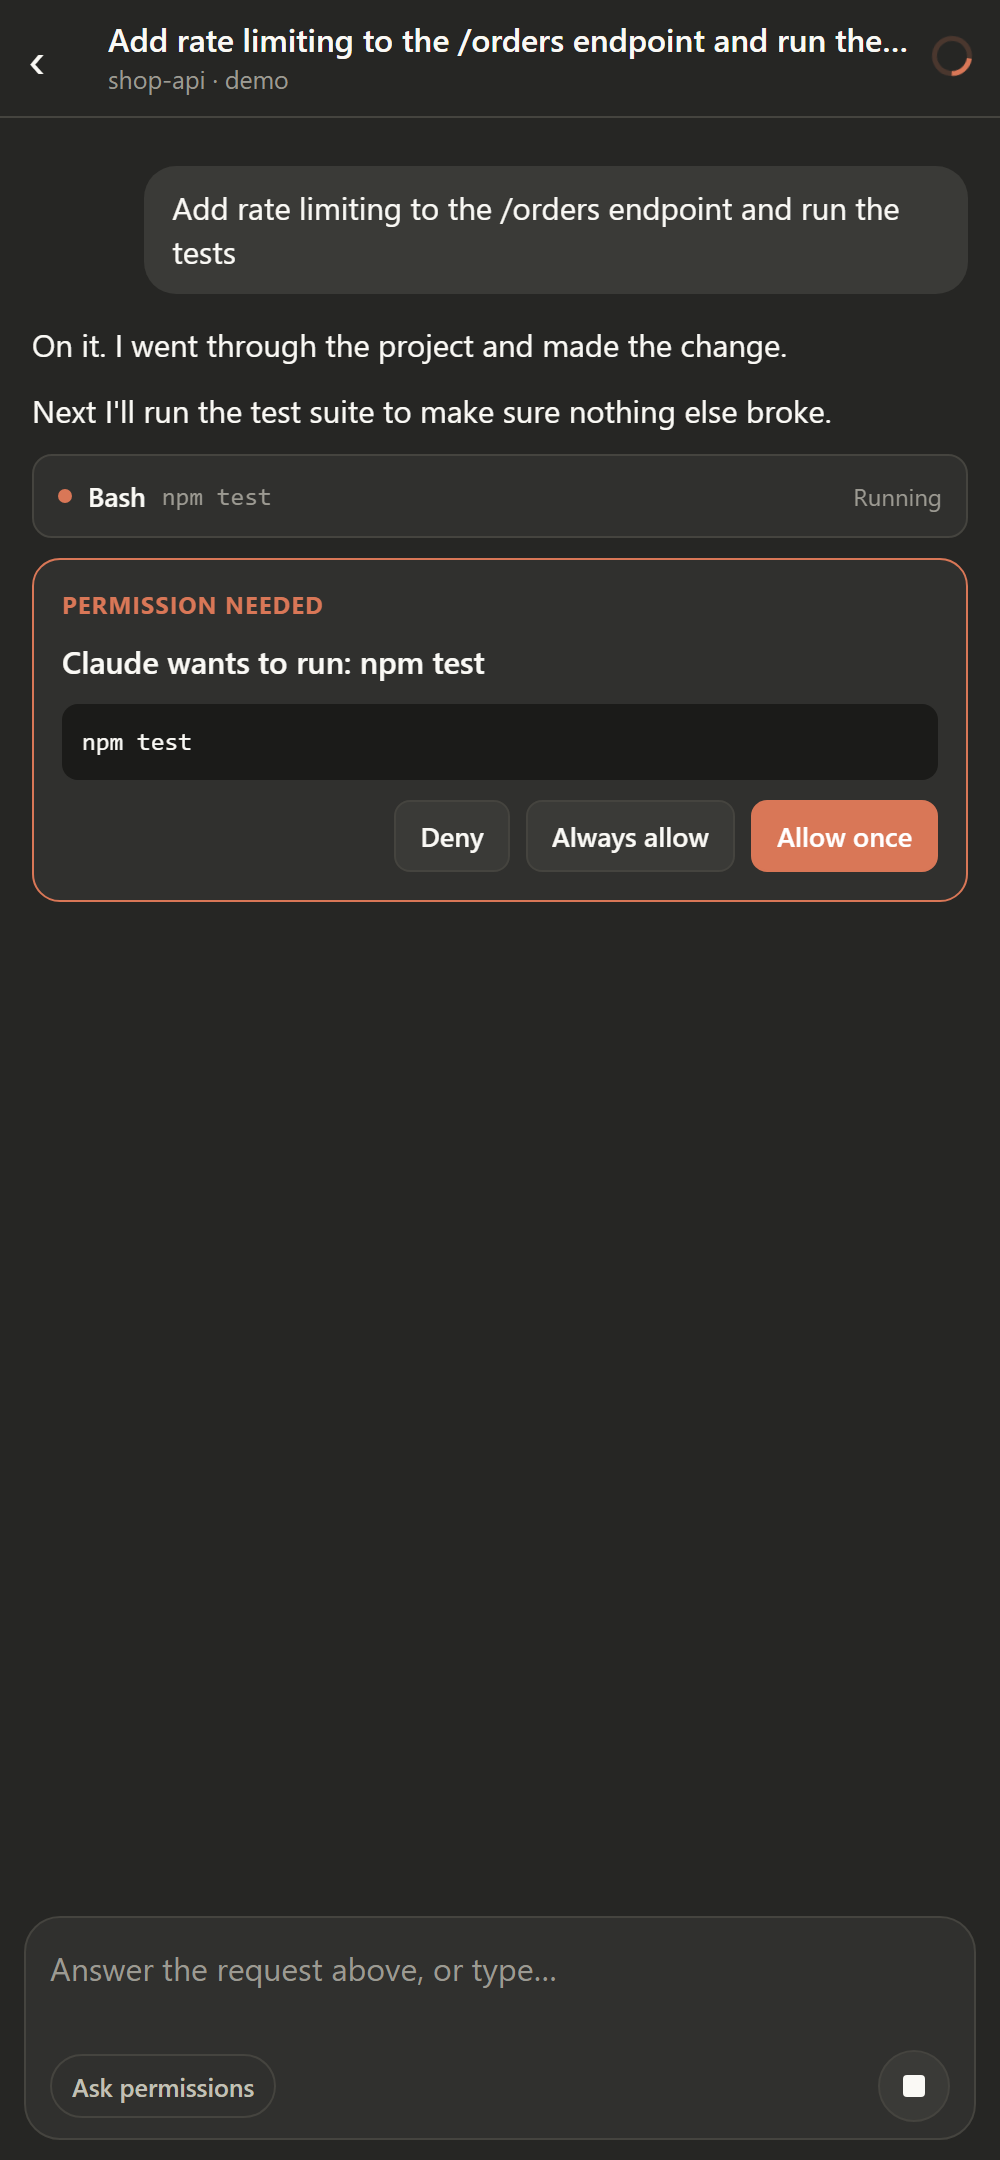 Add rate limiting to the /orders endpoint and run the...
shop-api · demo
Add rate limiting to the /orders endpoint and run the
tests
On it. I went through the project and made the change.
Next I'll run the test suite to make sure nothing else broke.
Bash npm test Running
PERMISSION NEEDED
Claude wants to run: npm test
npm test
Deny Always allow Allow once
Answer the request above, or type...
Ask permissions